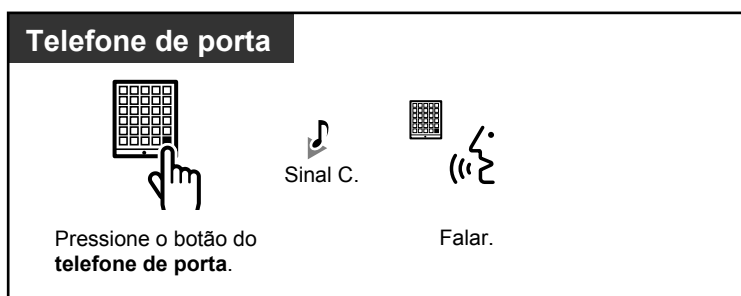 Telefone de porta
Sinal C.
Pressione o botão do
telefone de porta.
Falar.